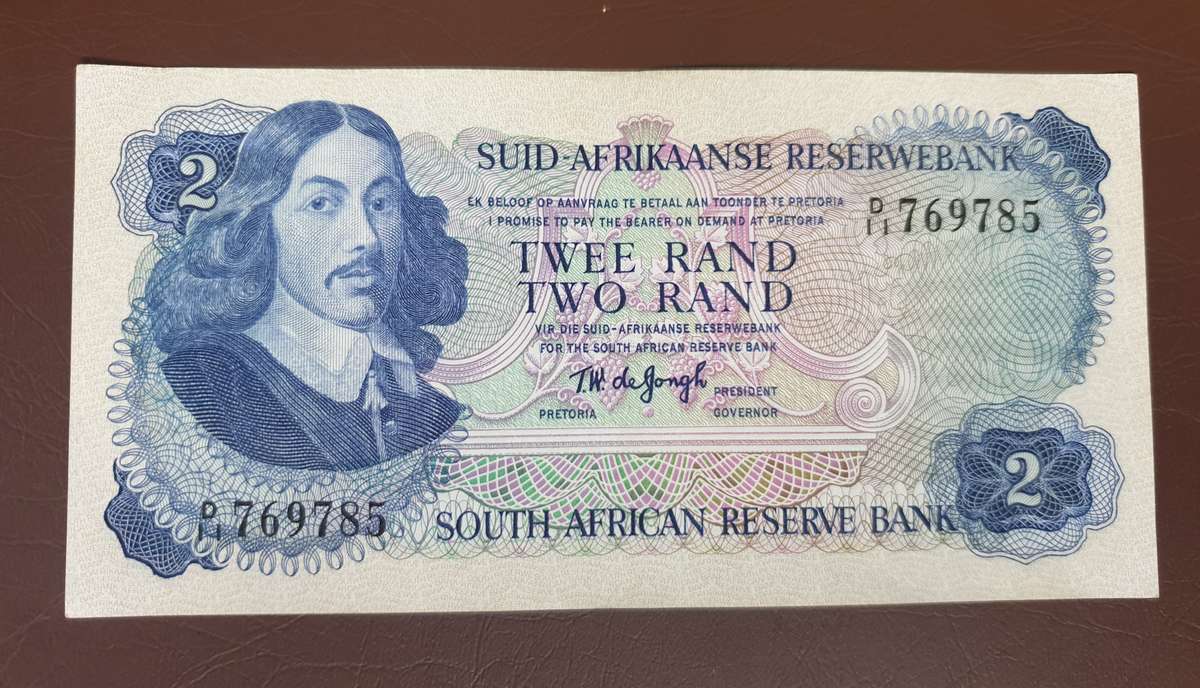 2
SUID-AFRIKAANSE RESERWEBANK
EK BELOOF OP AANVRAAG TE BETAAL AAN TOONDER TE PRETORIA
I PROMISE TO PAY THE BEARER ON DEMAND AT PRETORIA
D/11 769785
TWEE RAND
TWO RAND
VIR DIE SUID-AFRIKAANSE RESERWEBANK
FOR THE SOUTH AFRICAN RESERVE BANK
T.W. de Jongh
PRESIDENT
PRETORIA GOVERNOR
2
D/11 769785
SOUTH AFRICAN RESERVE BANK